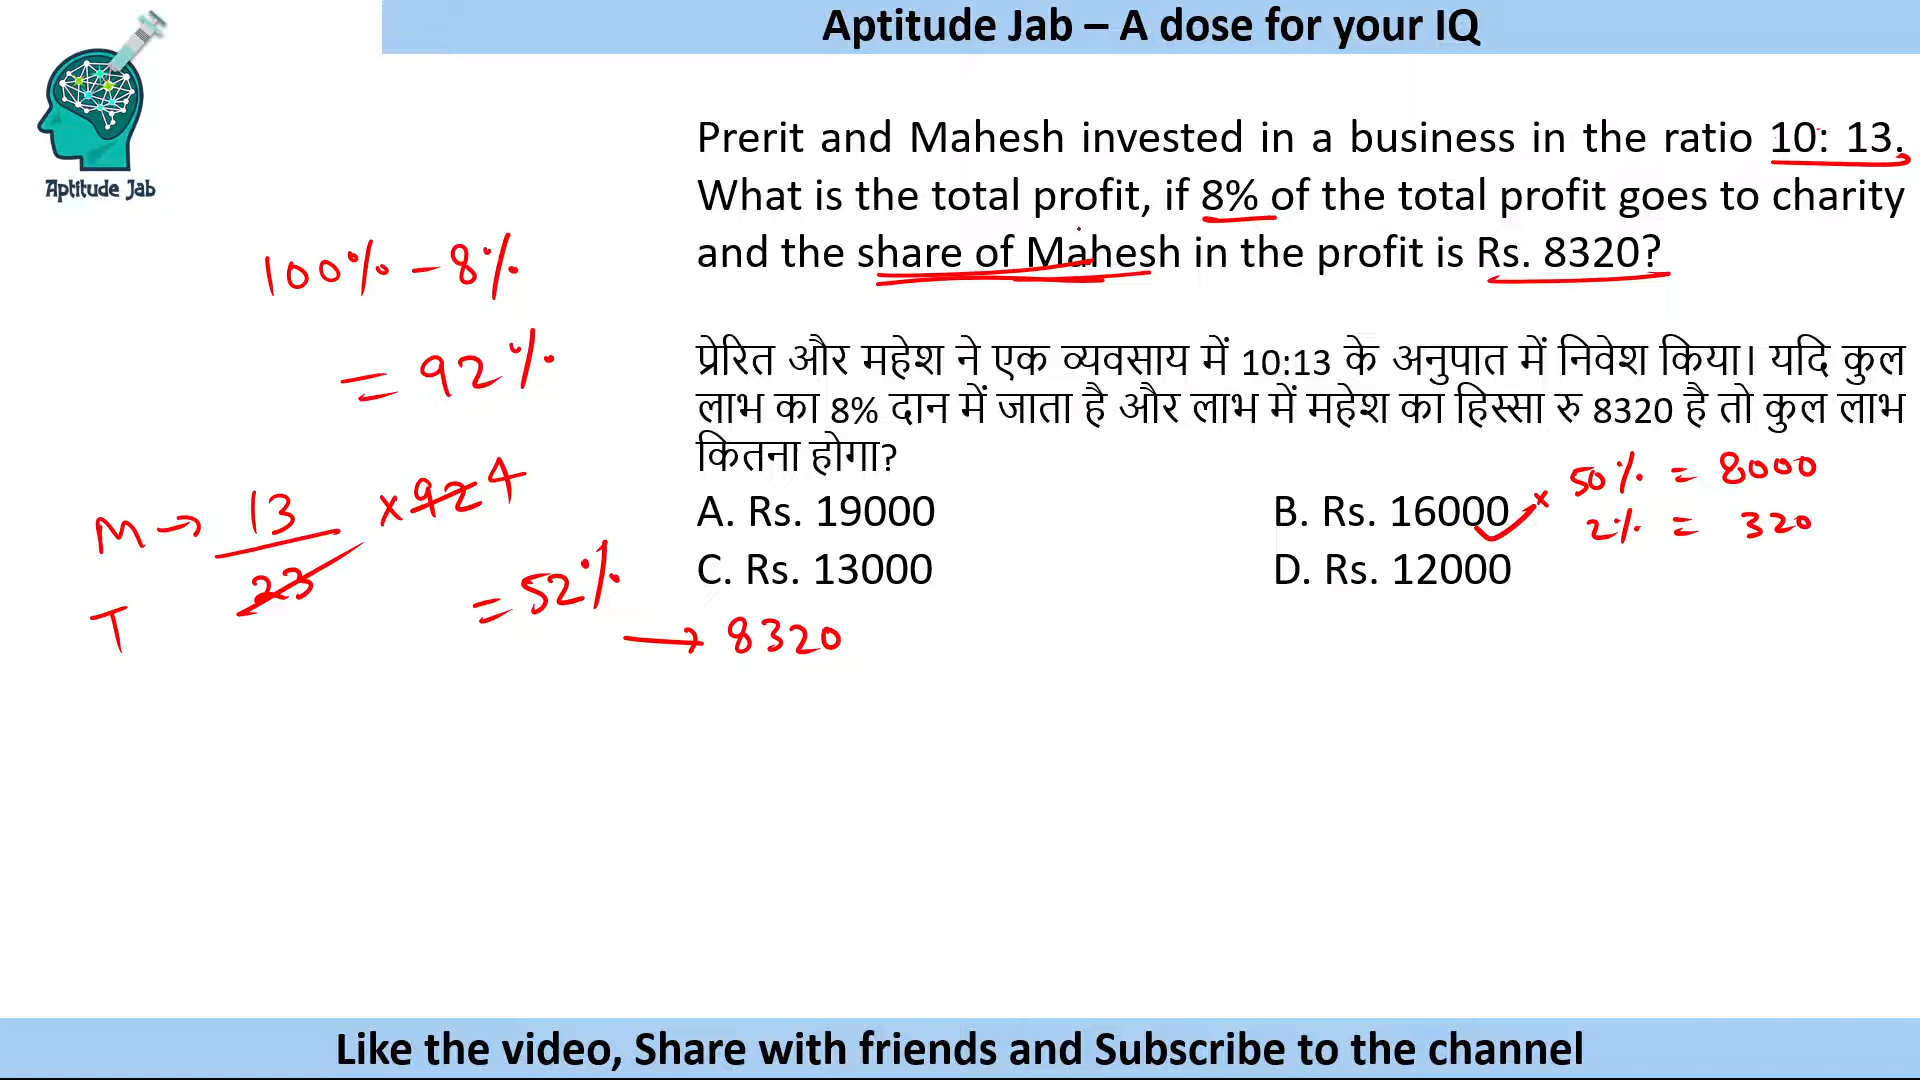 Aptitude Jab – A dose for your IQ
Aptitude Jab
Prerit and Mahesh invested in a business in the ratio 10: 13.
What is the total profit, if 8% of the total profit goes to charity
and the share of Mahesh in the profit is Rs. 8320?
100% - 8%
= 92%
प्रेरित और महेश ने एक व्यवसाय में 10:13 के अनुपात में निवेश किया। यदि कुल
लाभ का 8% दान में जाता है और लाभ में महेश का हिस्सा रु 8320 है तो कुल लाभ
कितना होगा?
A. Rs. 19000
B. Rs. 16000
C. Rs. 13000
D. Rs. 12000
50% = 8000
2% = 320
M → 13 × 92 4
T 23
= 52%
→ 8320
Like the video, Share with friends and Subscribe to the channel